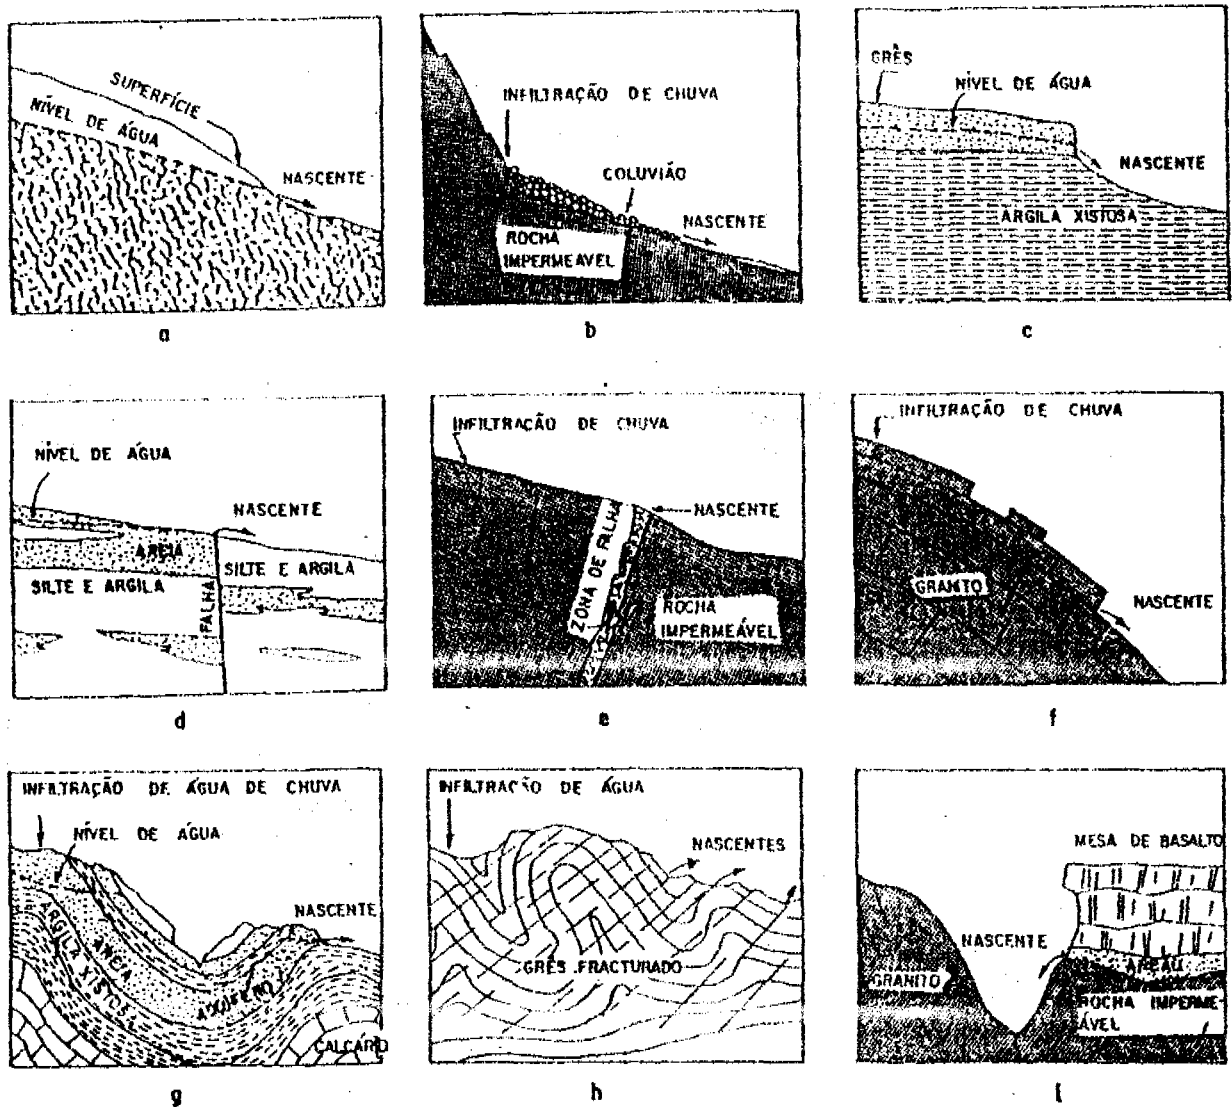 SUPERFÍCIE
NÍVEL DE ÁGUA
NASCENTE
a
INFILTRAÇÃO DE CHUVA
COLUVIÃO
NASCENTE
ROCHA
IMPERMEAVEL
b
GRÊS
NÍVEL DE ÁGUA
NASCENTE
ARGILA XISTOSA
c
NÍVEL DE ÁGUA
NASCENTE
AREIA
SILTE E ARGILA
SILTE E ARGILA
FALHA
d
INFILTRAÇÃO DE CHUVA
NASCENTE
ZONA DE FALHA
ROCHA
IMPERMEÁVEL
e
INFILTRAÇÃO DE CHUVA
GRANITO
NASCENTE
f
INFILTRAÇÃO DE ÁGUA DE CHUVA
NÍVEL DE ÁGUA
NASCENTE
ARGILA XISTOSA
AREIA
AQUÍFERO
CALCÁRIO
g
INFILTRAÇÃO DE ÁGUA
NASCENTES
GRÊS FRACTURADO
h
MESA DE BASALTO
NASCENTE
GRANITO
AREÃO
ROCHA IMPERME-
ÁVEL
i